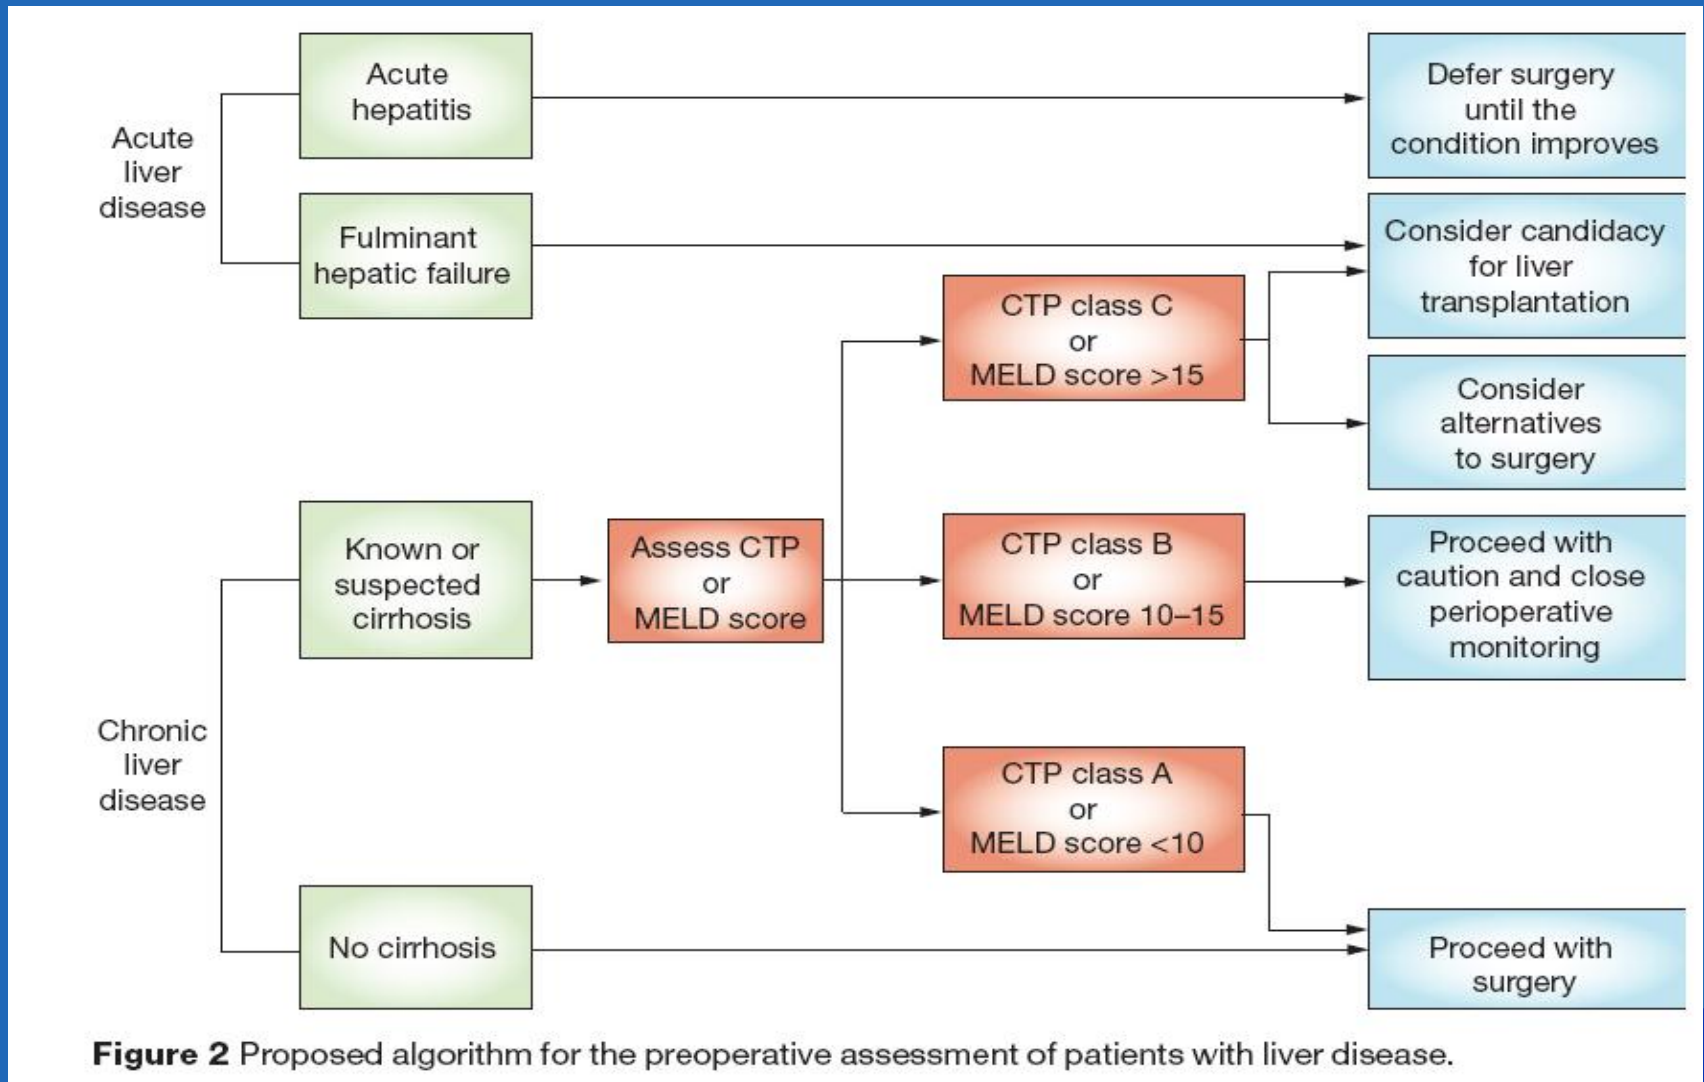 Acute
liver
disease
Acute
hepatitis
Defer surgery
until the
condition improves
Fulminant
hepatic failure
Consider candidacy
for liver
transplantation
CTP class C
or
MELD score >15
Consider
alternatives
to surgery
Chronic
liver
disease
Known or
suspected
cirrhosis
Assess CTP
or
MELD score
CTP class B
or
MELD score 10–15
Proceed with
caution and close
perioperative
monitoring
CTP class A
or
MELD score <10
No cirrhosis
Proceed with
surgery
Figure 2 Proposed algorithm for the preoperative assessment of patients with liver disease.